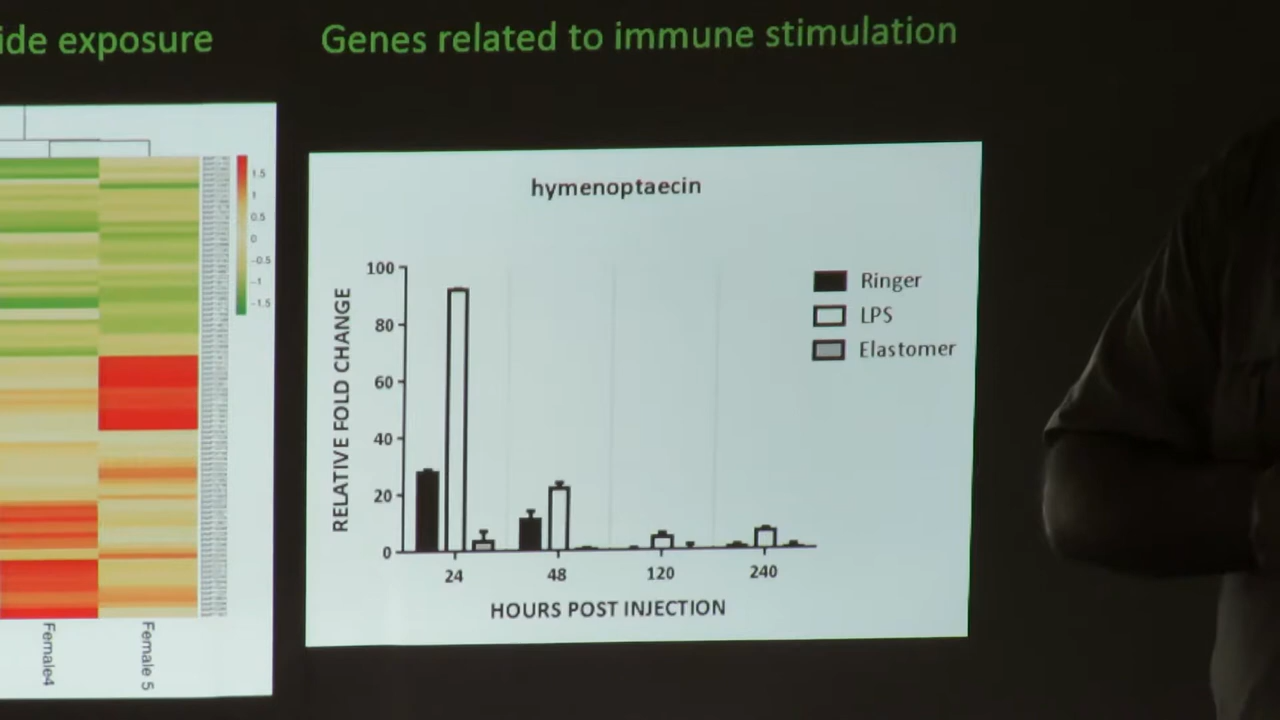 ide exposure
Genes related to immune stimulation
1.5
1
0.5
0
-0.5
-1
-1.5
Female4
Female 5
hymenoptaecin
RELATIVE FOLD CHANGE
100
80
60
40
20
0
24 48 120 240
HOURS POST INJECTION
Ringer
LPS
Elastomer